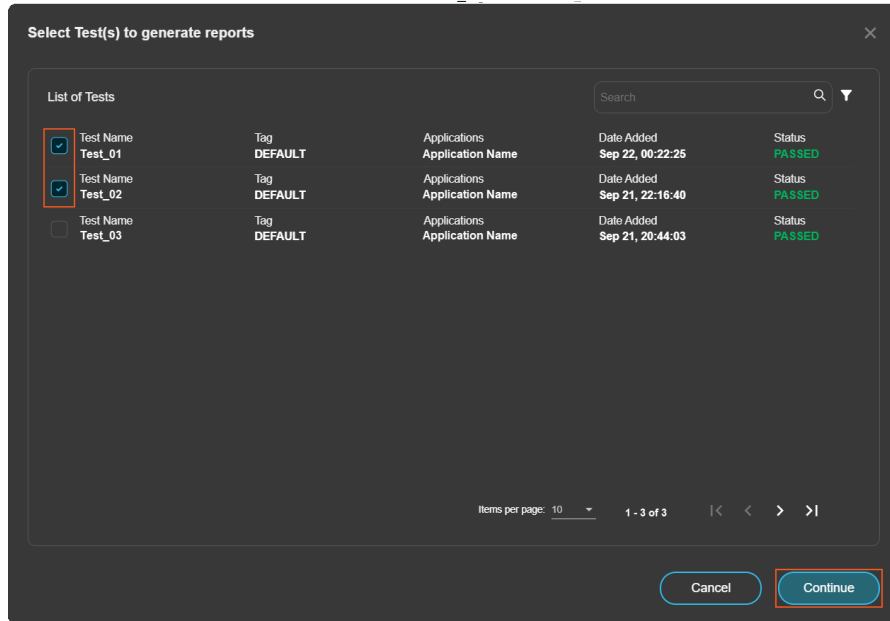 Select Test(s) to generate reports
List of Tests
Search
Test Name Tag Applications Date Added Status
Test_01 DEFAULT Application Name Sep 22, 00:22:25 PASSED
Test Name Tag Applications Date Added Status
Test_02 DEFAULT Application Name Sep 21, 22:16:40 PASSED
Test Name Tag Applications Date Added Status
Test_03 DEFAULT Application Name Sep 21, 20:44:03 PASSED
Items per page: 10 1 - 3 of 3
Cancel Continue